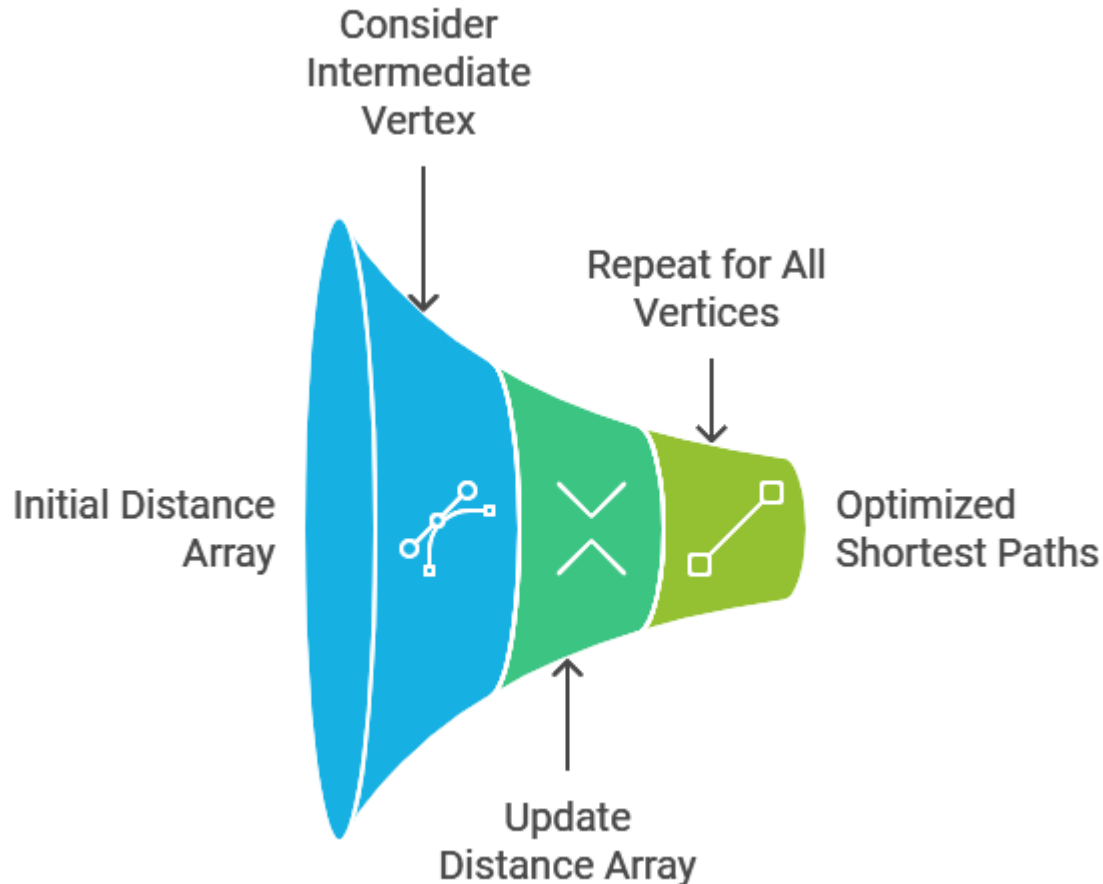 Consider
Intermediate
Vertex
Repeat for All
Vertices
Initial Distance
Array
Optimized
Shortest Paths
Update
Distance Array